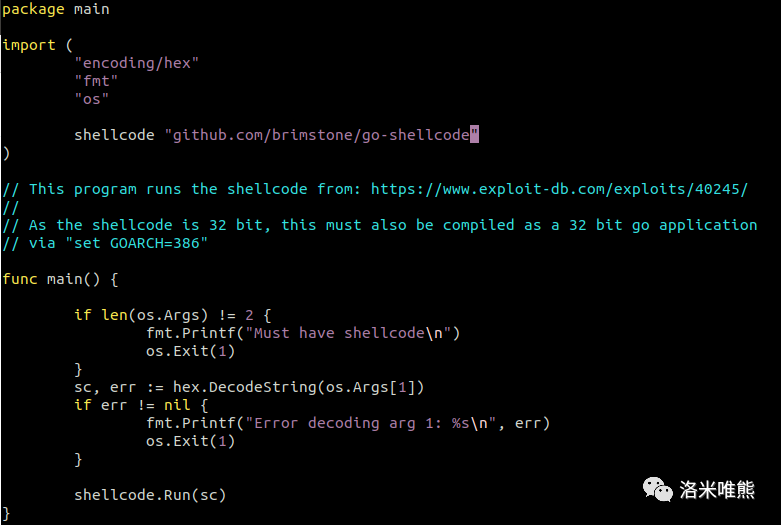 package main

import (
        "encoding/hex"
        "fmt"
        "os"

        shellcode "github.com/brimstone/go-shellcode"
)

// This program runs the shellcode from: https://www.exploit-db.com/exploits/40245/
//
// As the shellcode is 32 bit, this must also be compiled as a 32 bit go application
// via "set GOARCH=386"

func main() {

        if len(os.Args) != 2 {
                fmt.Printf("Must have shellcode\n")
                os.Exit(1)
        }
        sc, err := hex.DecodeString(os.Args[1])
        if err != nil {
                fmt.Printf("Error decoding arg 1: %s\n", err)
                os.Exit(1)
        }

        shellcode.Run(sc)
}
洛米唯熊